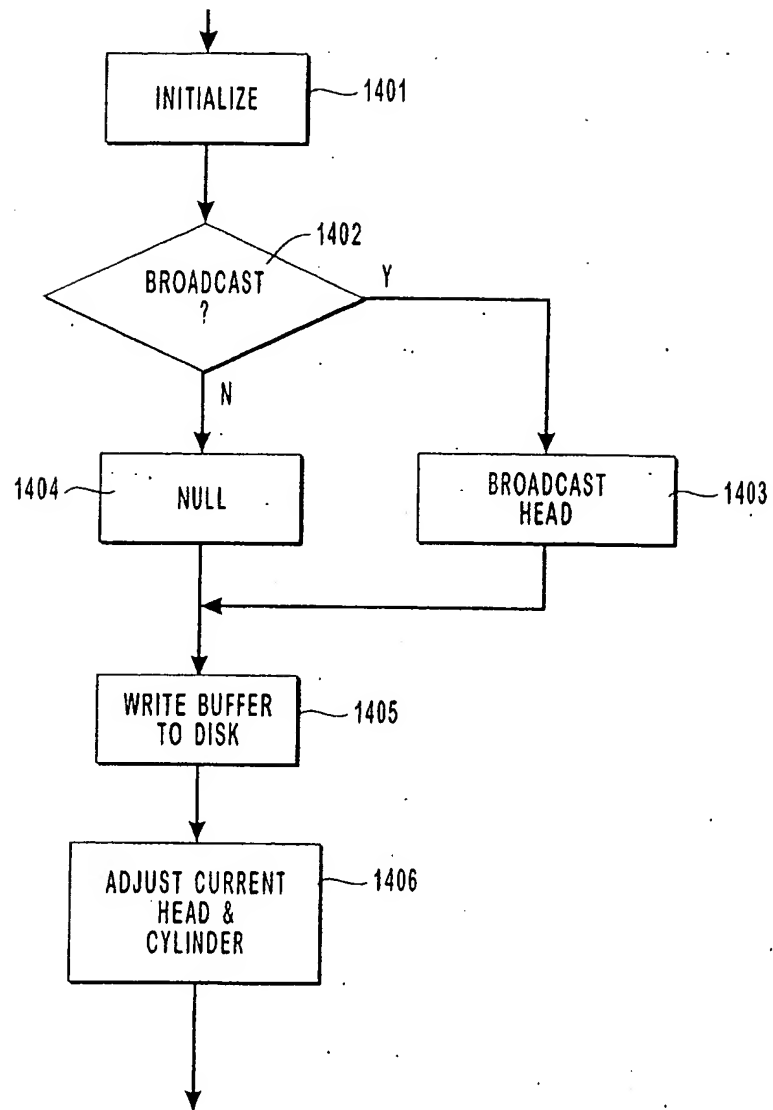 INITIALIZE
1401
1402
BROADCAST
?
Y
N
1404
NULL
BROADCAST
HEAD
1403
WRITE BUFFER
TO DISK
1405
ADJUST CURRENT
HEAD &
CYLINDER
1406